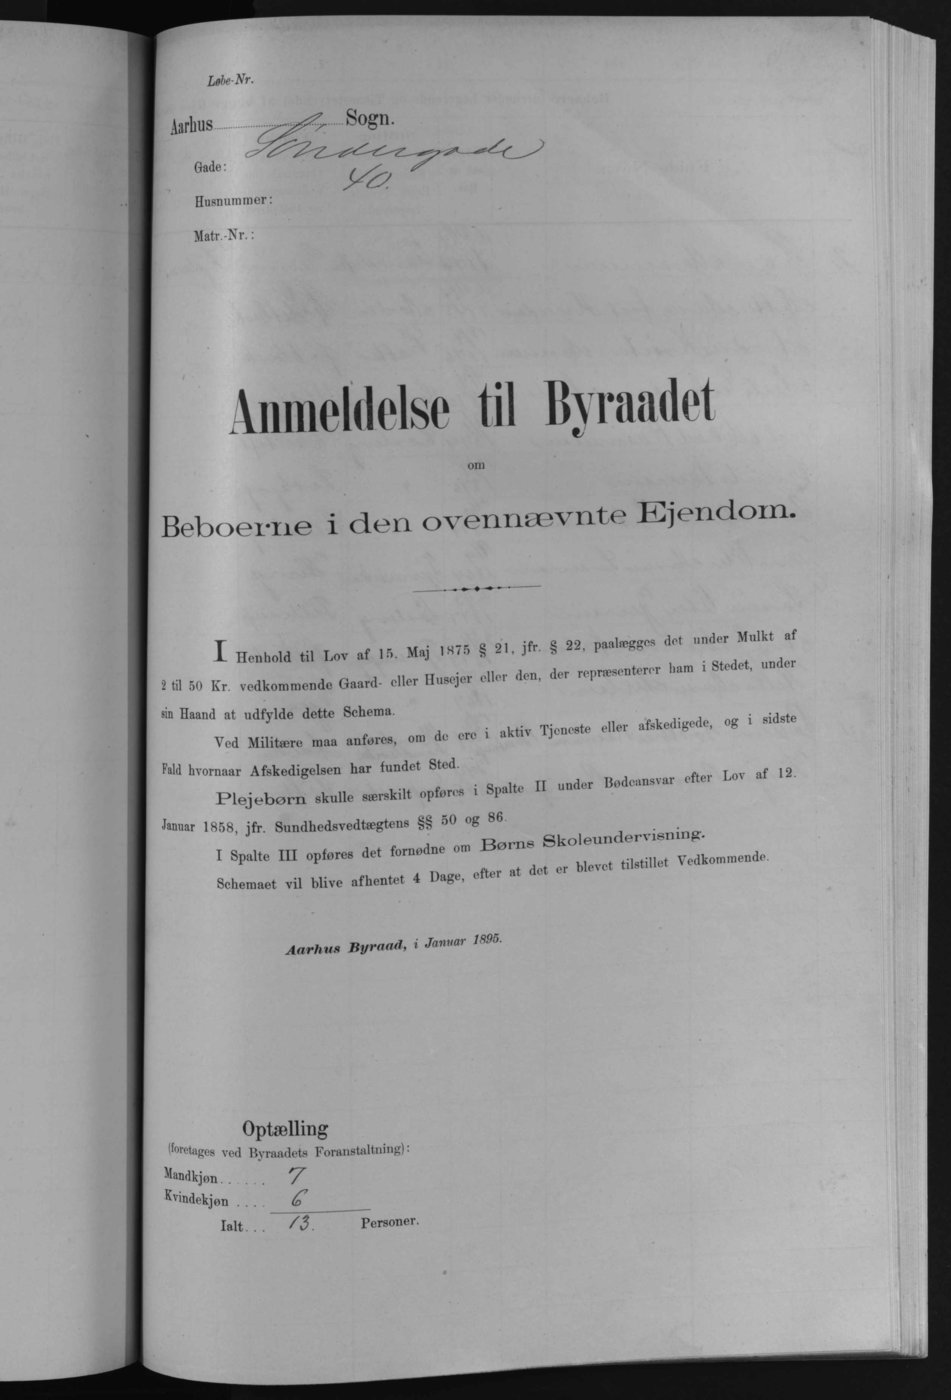 Løbe-Nr.
Aarhus Sogn.
Gade: Søndergade
Husnummer: 40.
Matr.-Nr.:
Anmeldelse til Byraadet
om
Beboerne i den ovennævnte Ejendom.
I Henhold til Lov af 15. Maj 1875 § 21, jfr. § 22, paalægges det under Mulkt af
2 til 50 Kr. vedkommende Gaard- eller Husejer eller den, der repræsenterer ham i Stedet, under
sin Haand at udfylde dette Schema.
Ved Militære maa anføres, om de ere i aktiv Tjeneste eller afskedigede, og i sidste
Fald hvornaar Afskedigelsen har fundet Sted.
Plejebørn skulle særskilt opføres i Spalte II under Bødeansvar efter Lov af 12.
Januar 1858, jfr. Sundhedsvedtægtens §§ 50 og 86.
I Spalte III opføres det fornødne om Børns Skoleundervisning.
Schemaet vil blive afhentet 4 Dage, efter at det er blevet tilstillet Vedkommende.
Aarhus Byraad, i Januar 1895.
Optælling
(foretages ved Byraadets Foranstaltning):
Mandkjøn...... 7
Kvindekjøn.... 6
Ialt... 13. Personer.